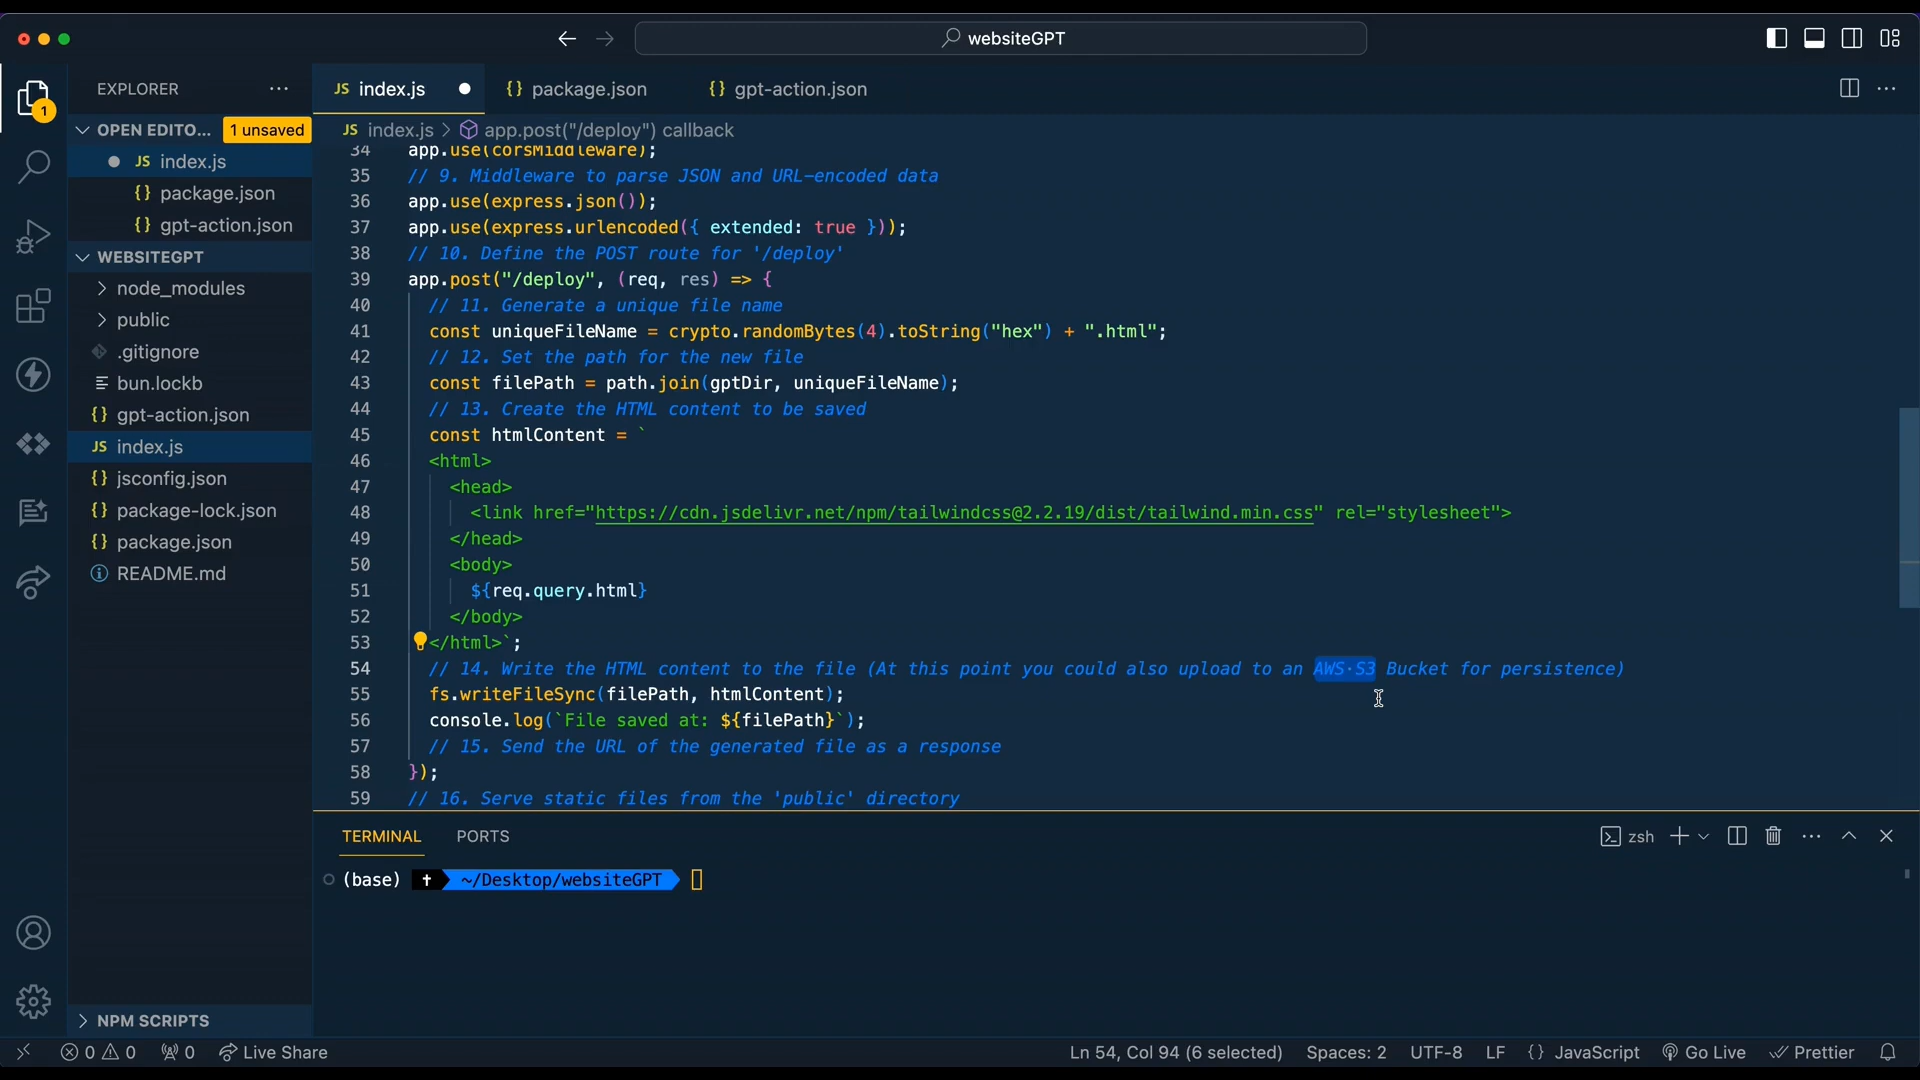 websiteGPT
EXPLORER
···
JS index.js
{} package.json
{} gpt-action.json
···
1
OPEN EDITO...
1 unsaved
JS index.js > app.post("/deploy") callback
JS index.js
{} package.json
{} gpt-action.json
WEBSITEGPT
node_modules
public
.gitignore
bun.lockb
{} gpt-action.json
JS index.js
{} jsconfig.json
{} package-lock.json
{} package.json
README.md
NPM SCRIPTS
34 app.use(corsMiddleware);
35 // 9. Middleware to parse JSON and URL-encoded data
36 app.use(express.json());
37 app.use(express.urlencoded({ extended: true }));
38 // 10. Define the POST route for '/deploy'
39 app.post("/deploy", (req, res) => {
40 // 11. Generate a unique file name
41 const uniqueFileName = crypto.randomBytes(4).toString("hex") + ".html";
42 // 12. Set the path for the new file
43 const filePath = path.join(gptDir, uniqueFileName);
44 // 13. Create the HTML content to be saved
45 const htmlContent = `
46 <html>
47 <head>
48 <link href="https://cdn.jsdelivr.net/npm/tailwindcss@2.2.19/dist/tailwind.min.css" rel="stylesheet">
49 </head>
50 <body>
51 ${req.query.html}
52 </body>
53 </html>`;
54 // 14. Write the HTML content to the file (At this point you could also upload to an AWS·S3 Bucket for persistence)
55 fs.writeFileSync(filePath, htmlContent);
56 console.log(`File saved at: ${filePath}`);
57 // 15. Send the URL of the generated file as a response
58 });
59 // 16. Serve static files from the 'public' directory
TERMINAL
PORTS
zsh
···
(base) ✝ ~/Desktop/websiteGPT
0 0
0
Live Share
Ln 54, Col 94 (6 selected)
Spaces: 2
UTF-8
LF
{} JavaScript
Go Live
Prettier